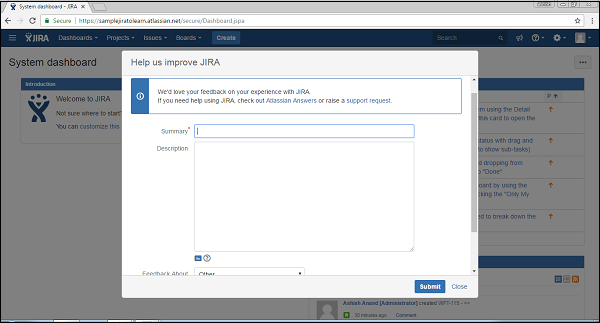 System Dashboard - JIRA
Secure | https://samplejiratolearn.atlassian.net/secure/Dashboard.jspa
JIRA Dashboards Projects Issues Boards Create Search
System dashboard
Help us improve JIRA
Introduction
Welcome to JIRA
Not sure where to start?
You can customize this
We'd love your feedback on your experience with JIRA.
If you need help using JIRA, check out Atlassian Answers or raise a support request.
Summary*
Description
Feedback About Other
Submit Close
P
m using the Detail
this card to open the
status with drag and
to show sub-tasks)
d dropping from
o "Done"
board by using the
cking the "Only My
ed to break down the
Ashish Anand [Administrator] created WFT-115 -
30 minutes ago Comment